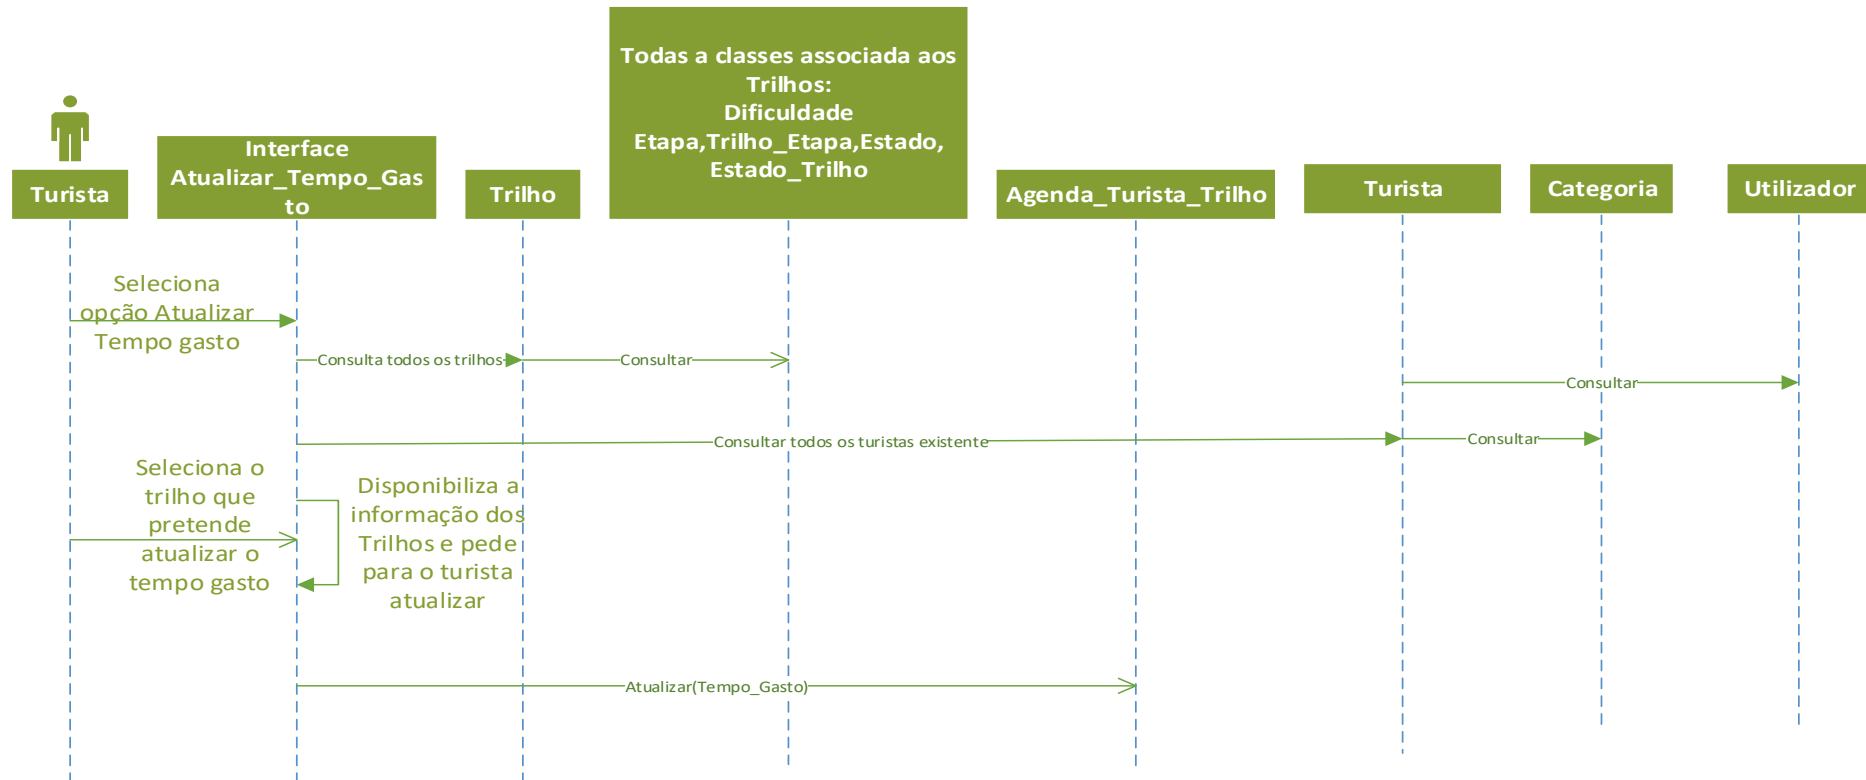 Todas a classes associada aos
Trilhos:
Dificuldade
Etapa,Trilho_Etapa,Estado,
Estado_Trilho
Turista
Interface
Atualizar_Tempo_Gas
to
Trilho
Agenda_Turista_Trilho
Turista
Categoria
Utilizador
Seleciona
opção Atualizar
Tempo gasto
Consulta todos os trilhos
Consultar
Consultar
Consultar todos os turistas existente
Consultar
Seleciona o
trilho que
pretende
atualizar o
tempo gasto
Disponibiliza a
informação dos
Trilhos e pede
para o turista
atualizar
Atualizar(Tempo_Gasto)